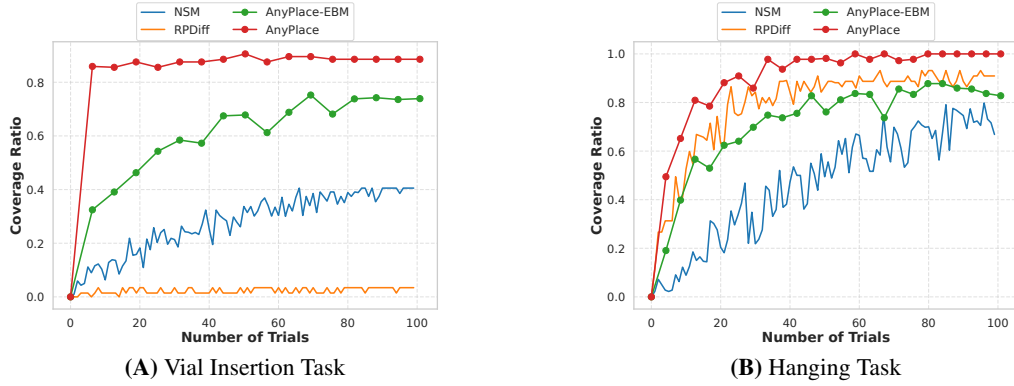 NSM
RPDiff
AnyPlace-EBM
AnyPlace
Coverage Ratio
0.8
0.6
0.4
0.2
0.0
0 20 40 60 80 100
Number of Trials
(A) Vial Insertion Task
NSM
RPDiff
AnyPlace-EBM
AnyPlace
Coverage Ratio
1.0
0.8
0.6
0.4
0.2
0.0
0 20 40 60 80 100
Number of Trials
(B) Hanging Task